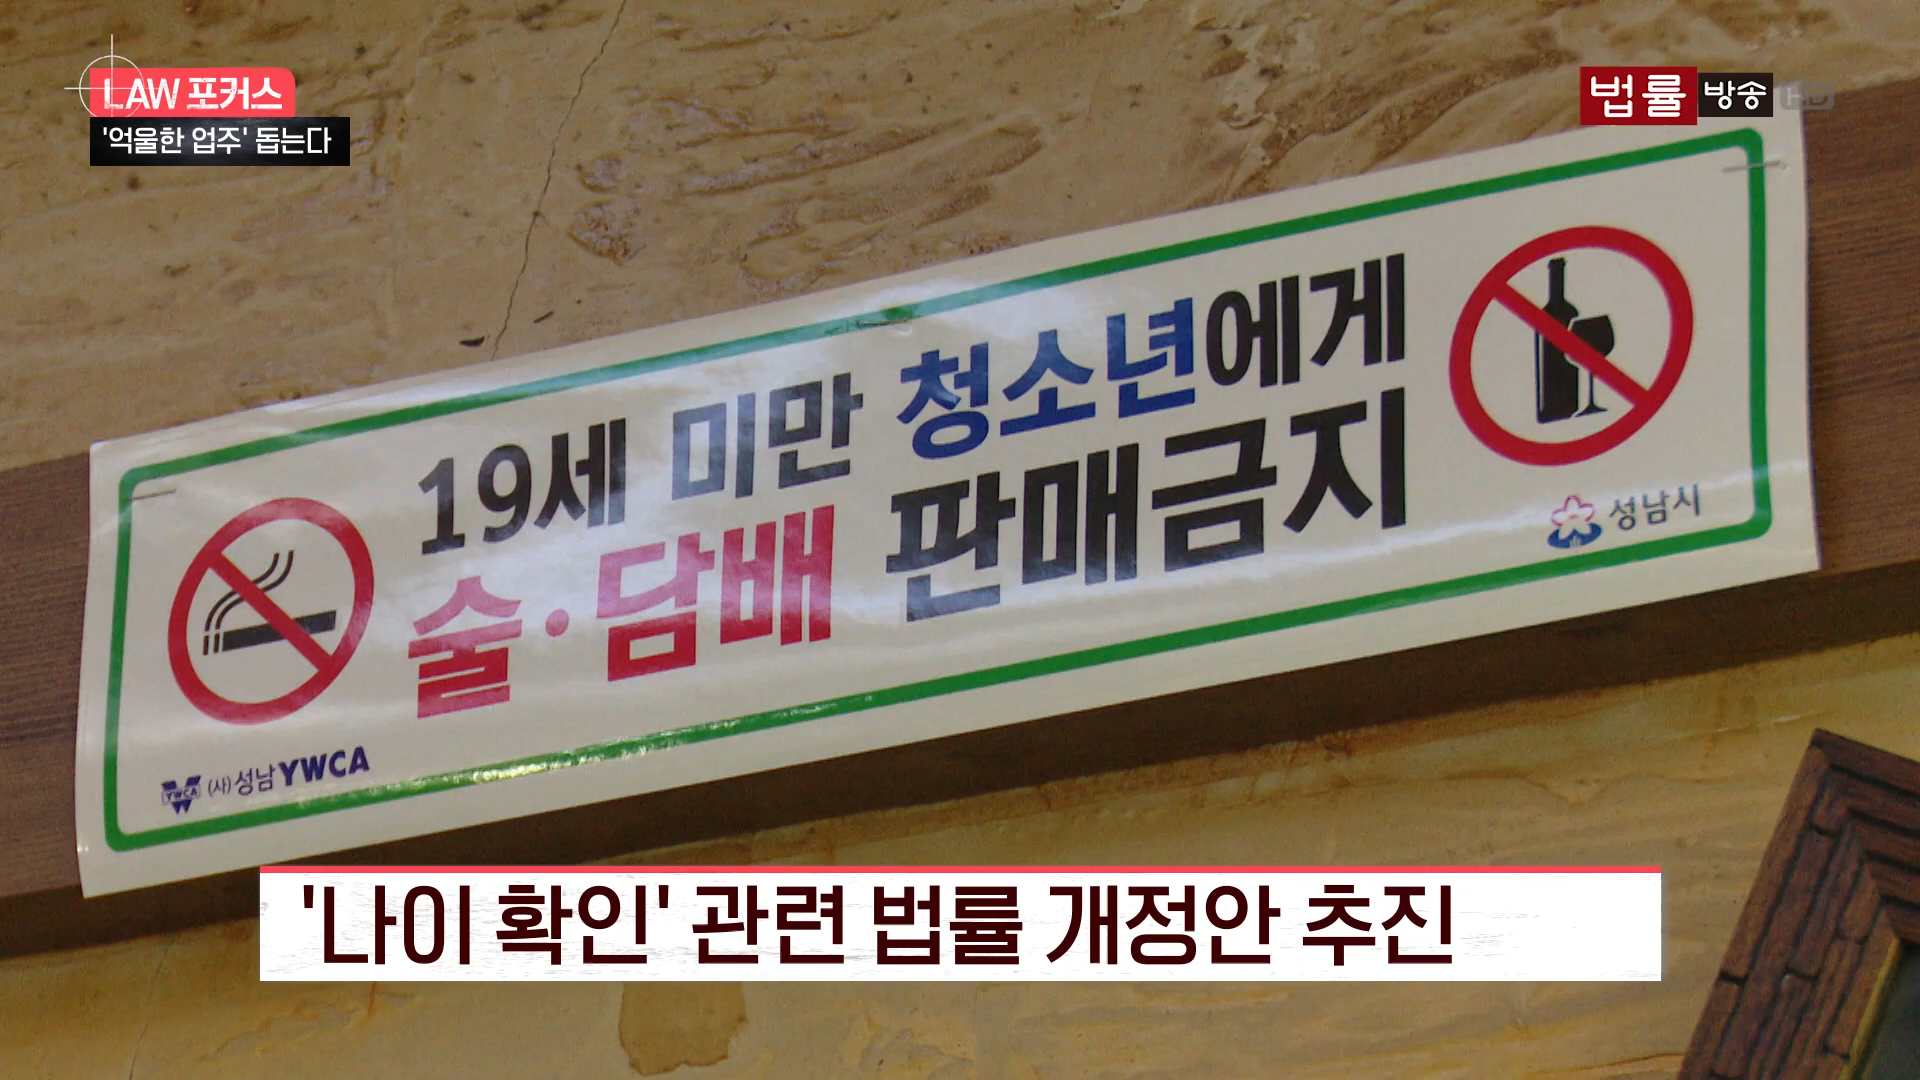 LAW 포커스
'억울한 업주' 돕는다
법률방송 HD
19세 미만 청소년에게
술·담배 판매금지
성남시
YWCA (사)성남YWCA
'나이 확인' 관련 법률 개정안 추진